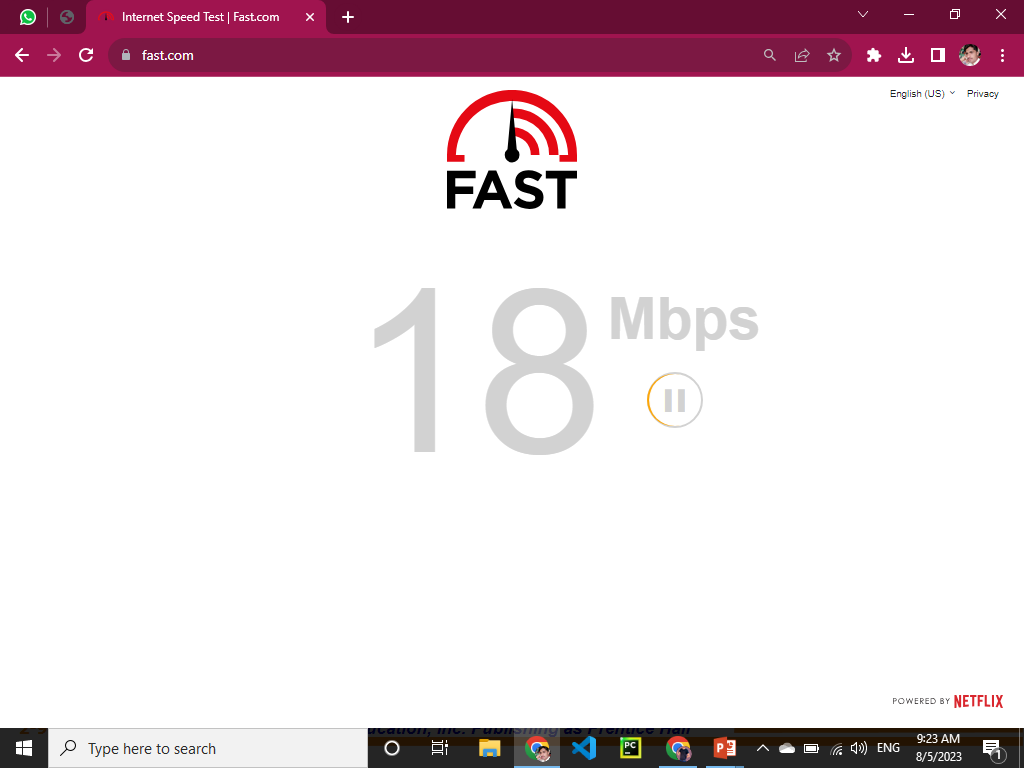 Internet Speed Test | Fast.com
fast.com
English (US) Privacy
FAST
18 Mbps
POWERED BY NETFLIX
ucation, Inc. Publishing as Prentice Hall
Type here to search
PC
P
ENG
9:23 AM
8/5/2023
1